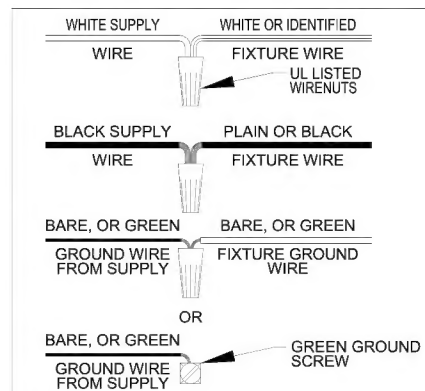 WHITE SUPPLY
WIRE
WHITE OR IDENTIFIED
FIXTURE WIRE
UL LISTED
WIRENUTS
BLACK SUPPLY
WIRE
PLAIN OR BLACK
FIXTURE WIRE
BARE, OR GREEN
GROUND WIRE
FROM SUPPLY
BARE, OR GREEN
FIXTURE GROUND
WIRE
OR
BARE, OR GREEN
GROUND WIRE
FROM SUPPLY
GREEN GROUND
SCREW